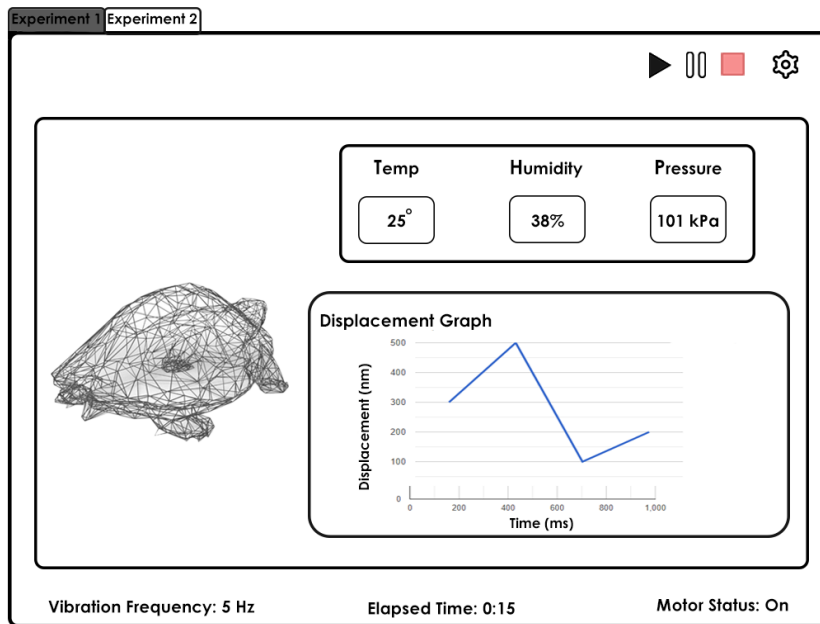 Experiment 1 Experiment 2
Temp Humidity Pressure
25° 38% 101 kPa
Displacement Graph
Displacement (nm)
500
400
300
200
100
0
0 200 400 600 800 1,000
Time (ms)
Vibration Frequency: 5 Hz Elapsed Time: 0:15 Motor Status: On